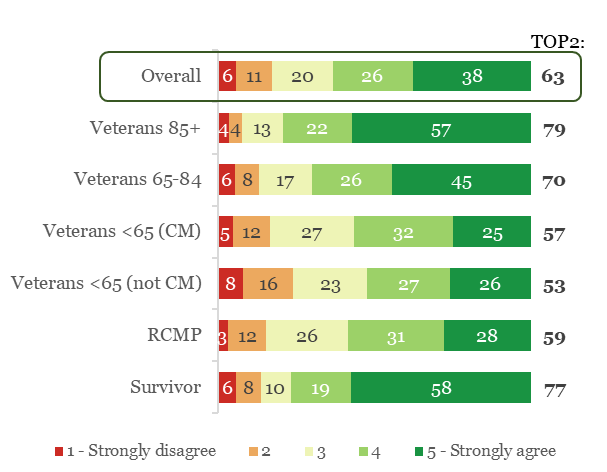 TOP2:
Overall 6 11 20 26 38 63
Veterans 85+ 4 4 13 22 57 79
Veterans 65-84 6 8 17 26 45 70
Veterans <65 (CM) 5 12 27 32 25 57
Veterans <65 (not CM) 8 16 23 27 26 53
RCMP 3 12 26 31 28 59
Survivor 6 8 10 19 58 77
1 - Strongly disagree 2 3 4 5 - Strongly agree